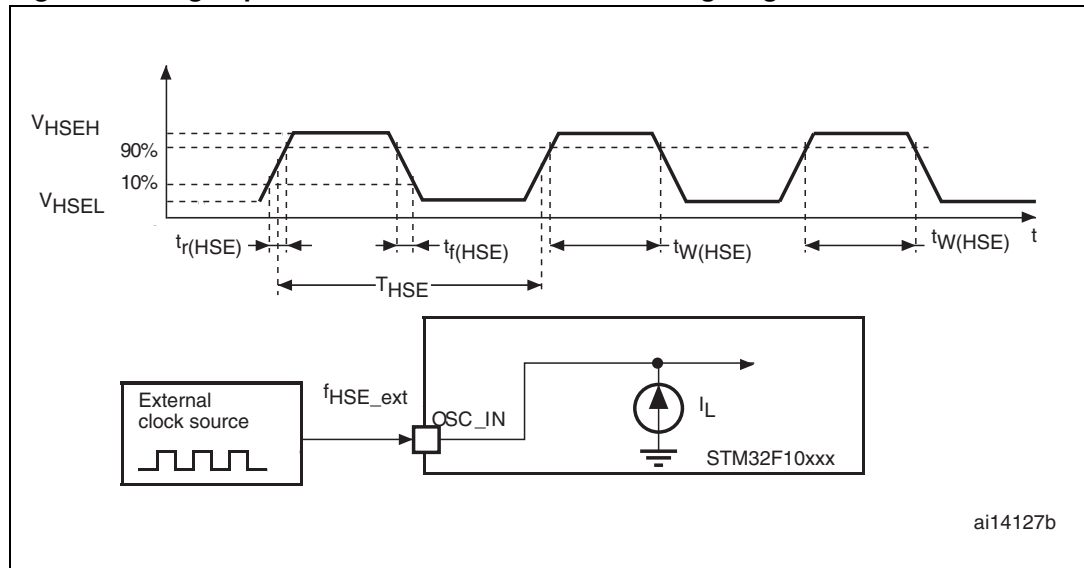 VHSEH
90%
10%
VHSEL
tr(HSE)
tf(HSE)
tW(HSE)
tW(HSE)
t
THSE
External
clock source
fHSE_ext
OSC_IN
IL
STM32F10xxx
ai14127b